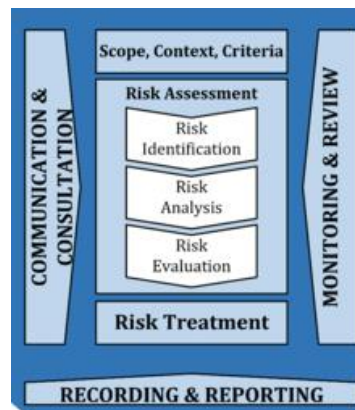 Scope, Context, Criteria
Risk Assessment
Risk
Identification
Risk
Analysis
Risk
Evaluation
Risk Treatment
COMMUNICATION &
CONSULTATION
MONITORING & REVIEW
RECORDING & REPORTING